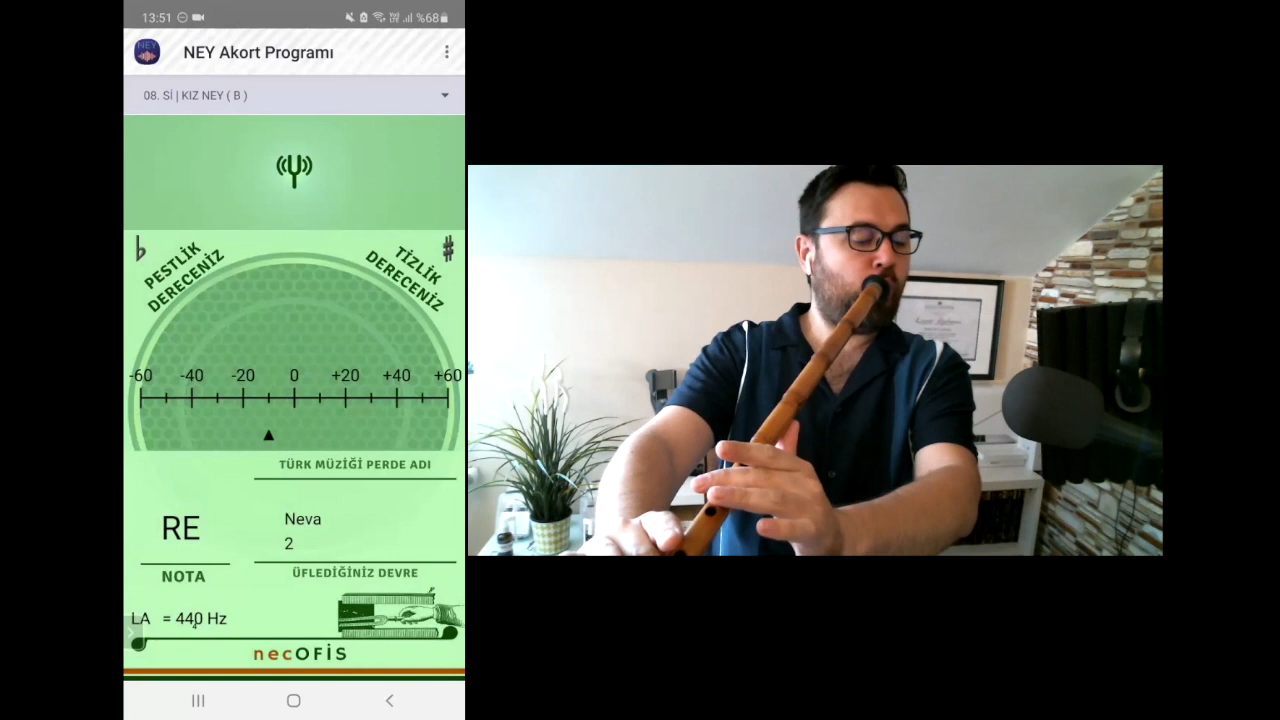 13:51
%68
NEY
NEY Akort Programı
08. Sİ | KIZ NEY ( B )
PESTLİK
DERECENİZ
TİZLİK
DERECENİZ
-60 -40 -20 0 +20 +40 +60
TÜRK MÜZİĞİ PERDE ADI
RE
Neva
2
NOTA
ÜFLEDİĞİNİZ DEVRE
LA = 440 Hz
4
necOFİS